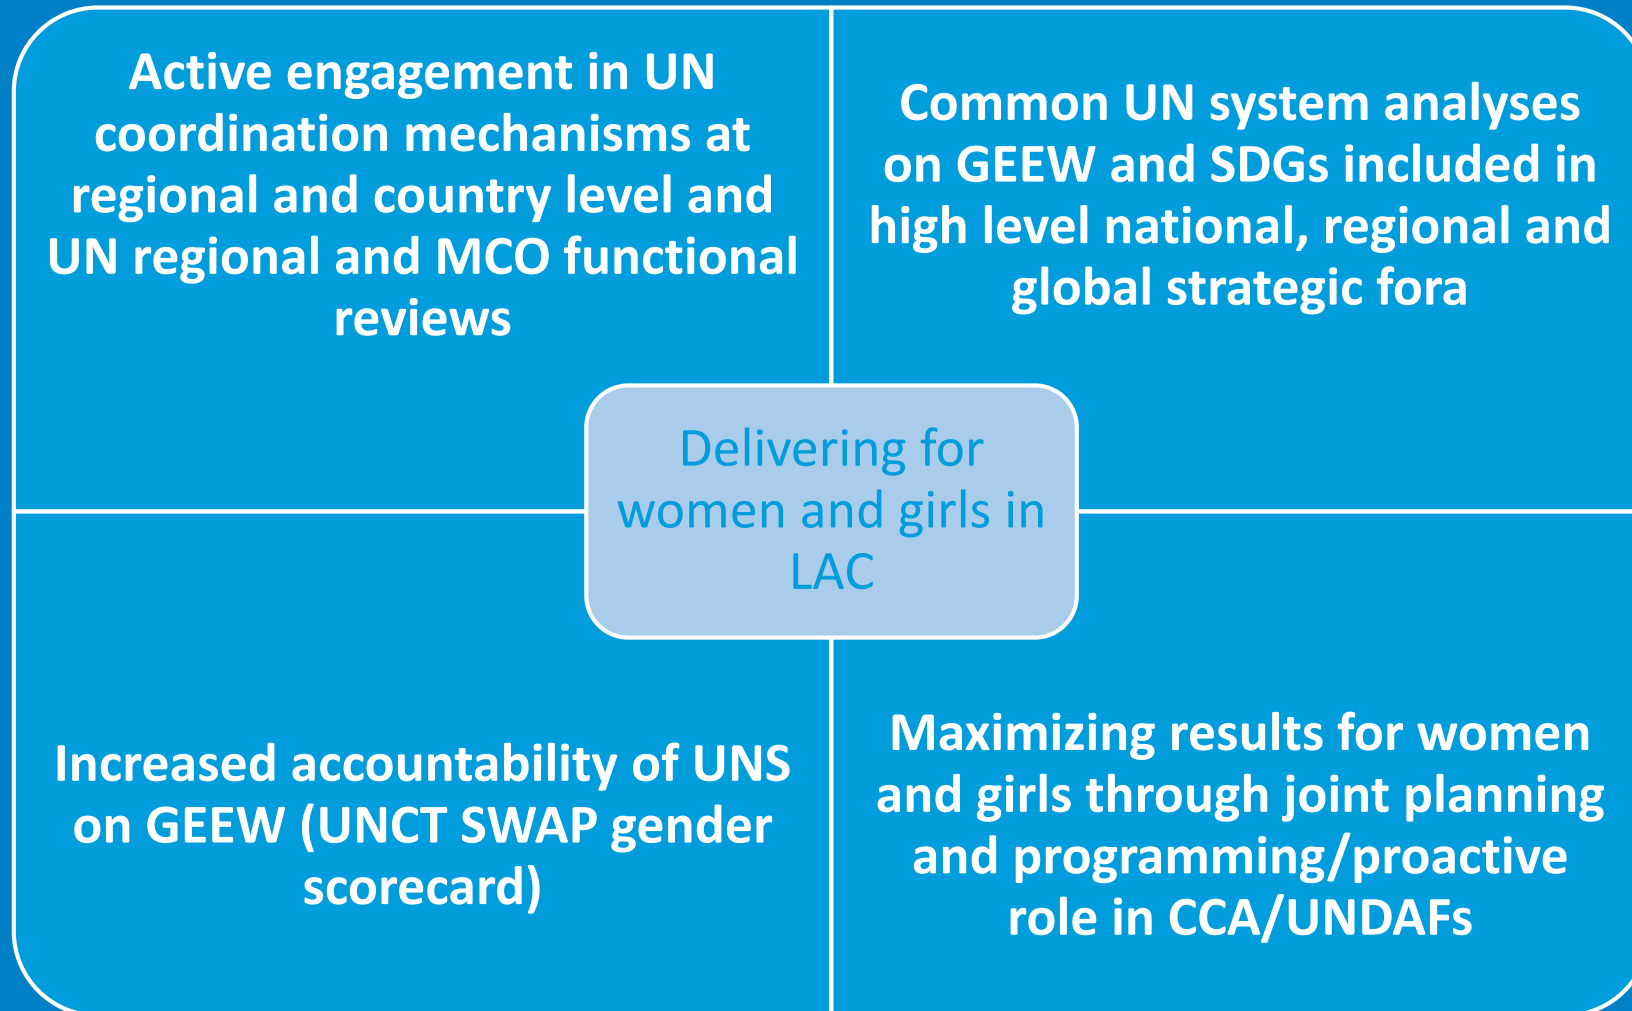 Active engagement in UN
coordination mechanisms at
regional and country level and
UN regional and MCO functional
reviews
Common UN system analyses
on GEEW and SDGs included in
high level national, regional and
global strategic fora
Delivering for
women and girls in
LAC
Increased accountability of UNS
on GEEW (UNCT SWAP gender
scorecard)
Maximizing results for women
and girls through joint planning
and programming/proactive
role in CCA/UNDAFs